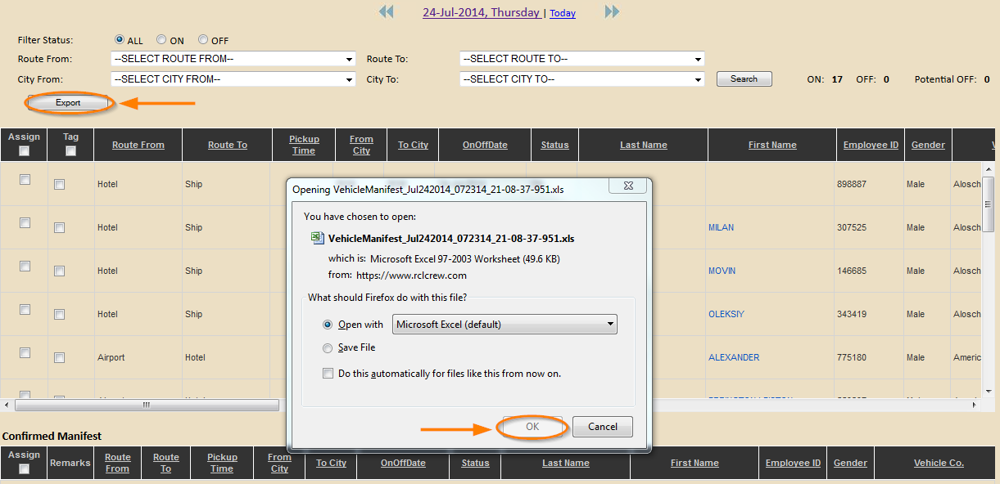 24-Jul-2014, Thursday | Today
Filter Status: ALL ON OFF
Route From: --SELECT ROUTE FROM-- Route To: --SELECT ROUTE TO--
City From: --SELECT CITY FROM-- City To: --SELECT CITY TO-- Search ON: 17 OFF: 0 Potential OFF: 0
Export
Assign Tag Route From Route To Pickup Time From City To City OnOffDate Status Last Name First Name Employee ID Gender
Hotel Ship 898887 Male Alosch
Hotel Ship MILAN 307525 Male Alosch
Hotel Ship MOVIN 146685 Male Alosch
Hotel Ship OLEKSIY 343419 Male Alosch
Airport Hotel ALEXANDER 775180 Male Americ
Opening VehicleManifest_Jul242014_072314_21-08-37-951.xls
You have chosen to open:
VehicleManifest_Jul242014_072314_21-08-37-951.xls
which is: Microsoft Excel 97-2003 Worksheet (49.6 KB)
from: https://www.rclcrew.com
What should Firefox do with this file?
Open with Microsoft Excel (default)
Save File
Do this automatically for files like this from now on.
OK Cancel
Confirmed Manifest
Assign Remarks Route From Route To Pickup Time From City To City OnOffDate Status Last Name First Name Employee ID Gender Vehicle Co.